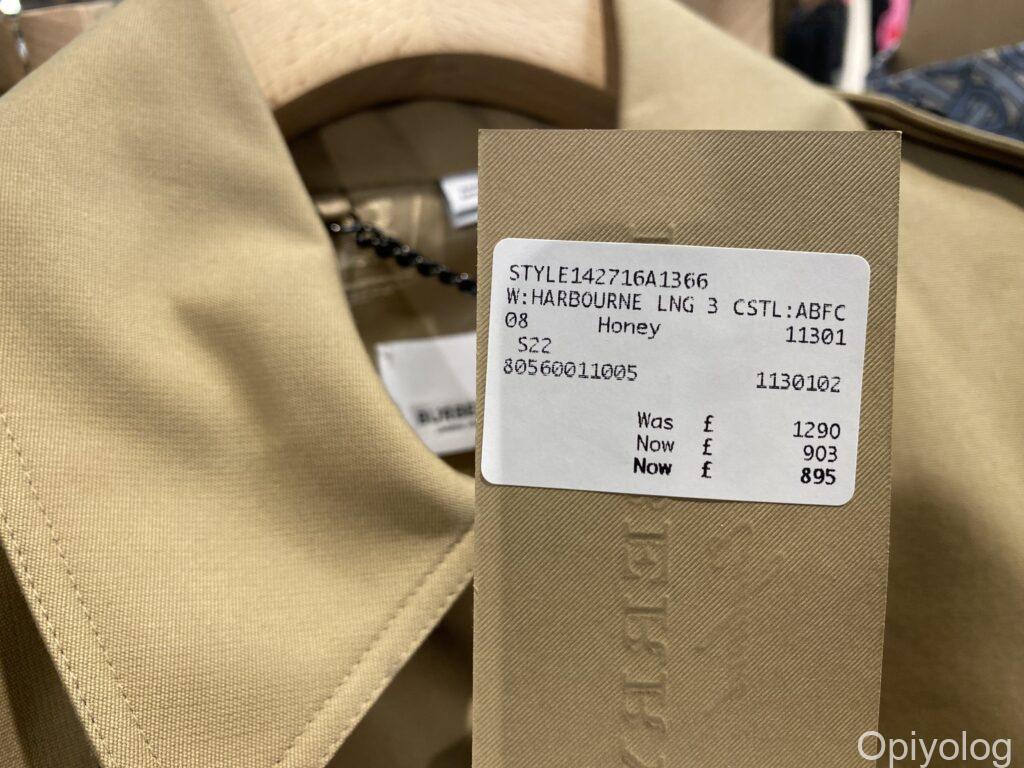 STYLE142716A1366
W:HARBOURNE LNG 3 CSTL:ABFC
08 Honey 11301
S22
80560011005 1130102
Was £ 1290
Now £ 903
Now £ 895
Opiyolog